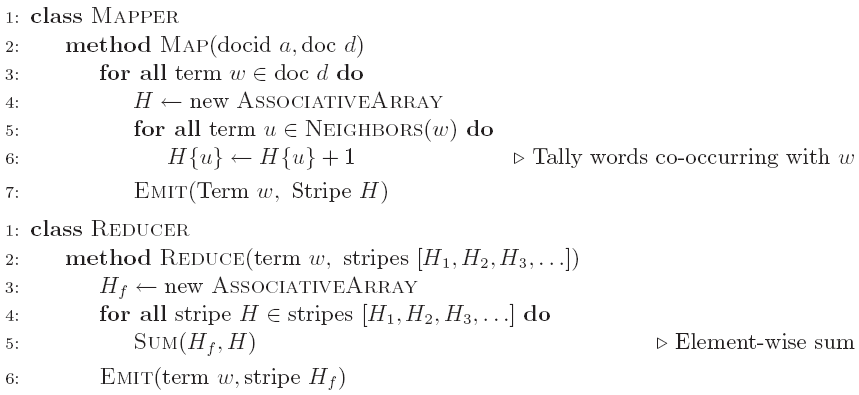 1: class Mapper
2: method Map(docid a, doc d)
3: for all term w ∈ doc d do
4: H ← new AssociativeArray
5: for all term u ∈ Neighbors(w) do
6: H{u} ← H{u} + 1 ▷ Tally words co-occurring with w
7: Emit(Term w, Stripe H)
1: class Reducer
2: method Reduce(term w, stripes [H₁, H₂, H₃, ...])
3: H_f ← new AssociativeArray
4: for all stripe H ∈ stripes [H₁, H₂, H₃, ...] do
5: Sum(H_f, H) ▷ Element-wise sum
6: Emit(term w, stripe H_f)